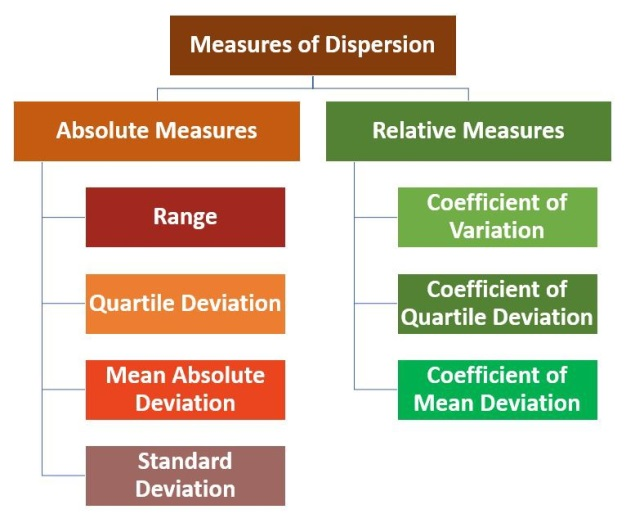 Measures of Dispersion
Absolute Measures
Range
Quartile Deviation
Mean Absolute
Deviation
Standard
Deviation
Relative Measures
Coefficient of
Variation
Coefficient of
Quartile Deviation
Coefficient of
Mean Deviation